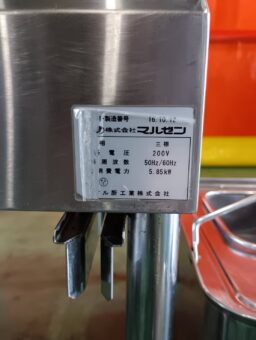 製造番号 16.10.12
株式会社 マルゼン
相 三相
電圧 200V
周波数 50Hz/60Hz
消費電力 5.85kW
ル厨工業株式会社